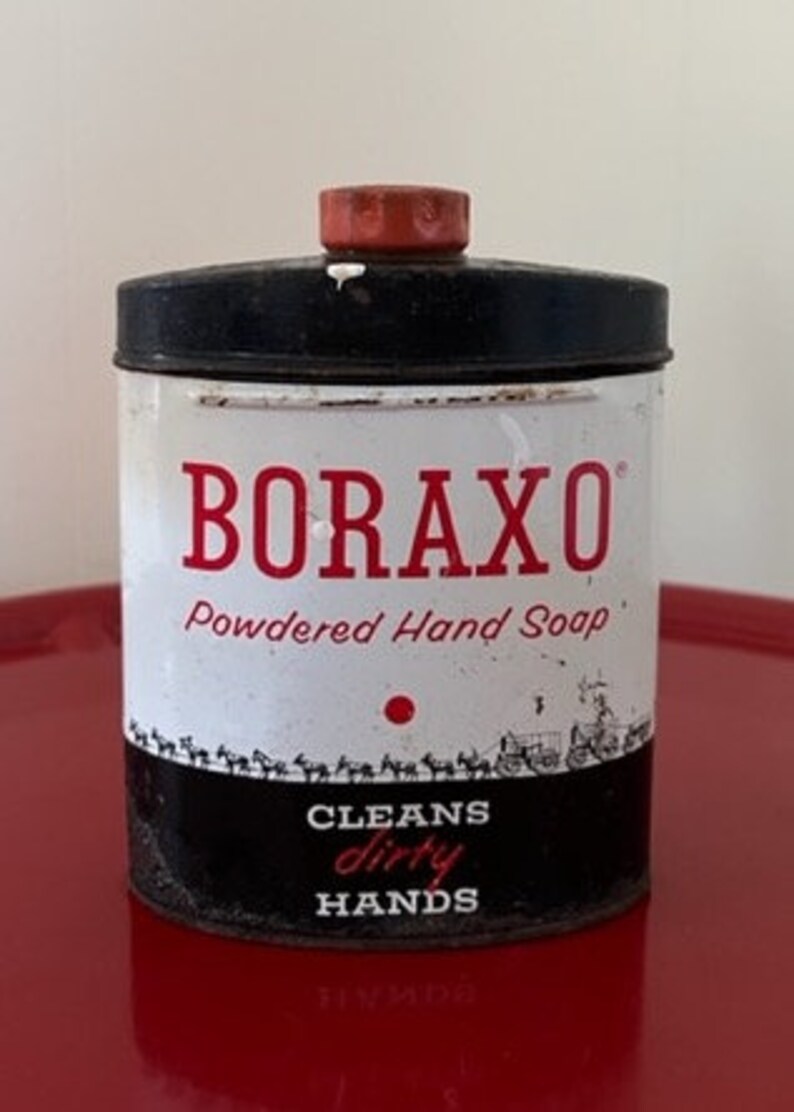 BORAXO®
Powdered Hand Soap
CLEANS
dirty
HANDS